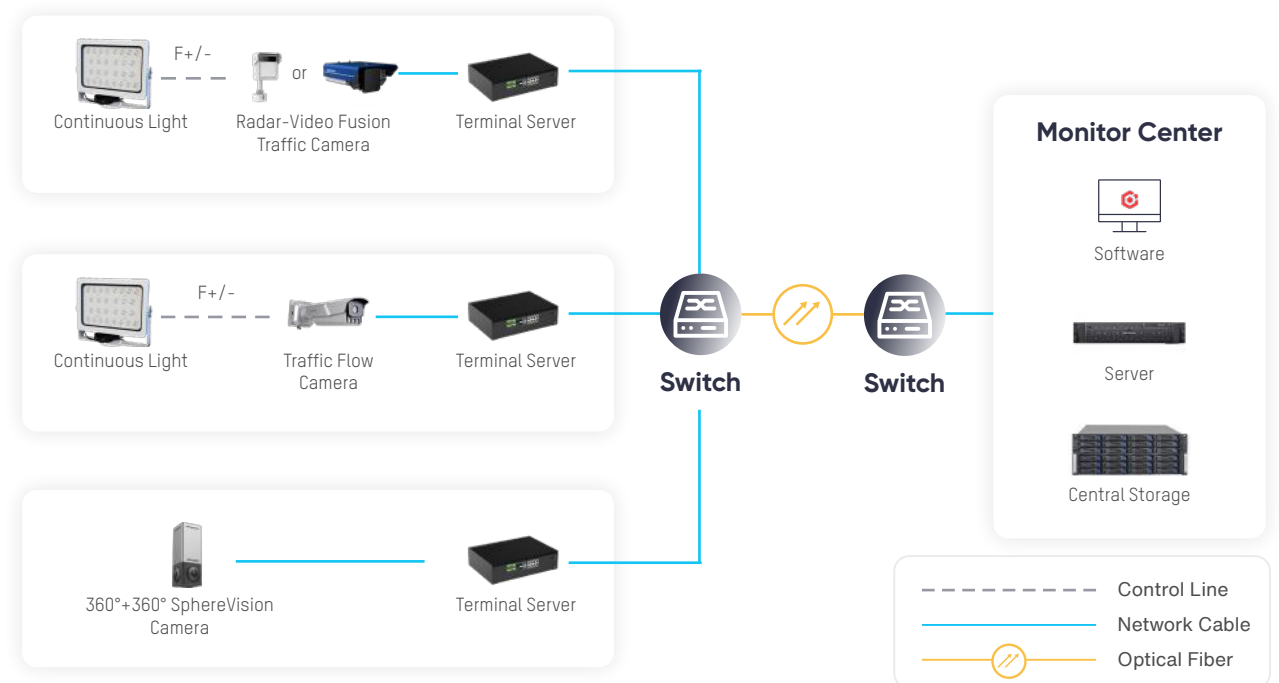 F+/-
or
Continuous Light
Radar-Video Fusion
Traffic Camera
Terminal Server
F+/-
Continuous Light
Traffic Flow
Camera
Terminal Server
360°+360° SphereVision
Camera
Terminal Server
Switch
Switch
Monitor Center
Software
Server
Central Storage
Control Line
Network Cable
Optical Fiber